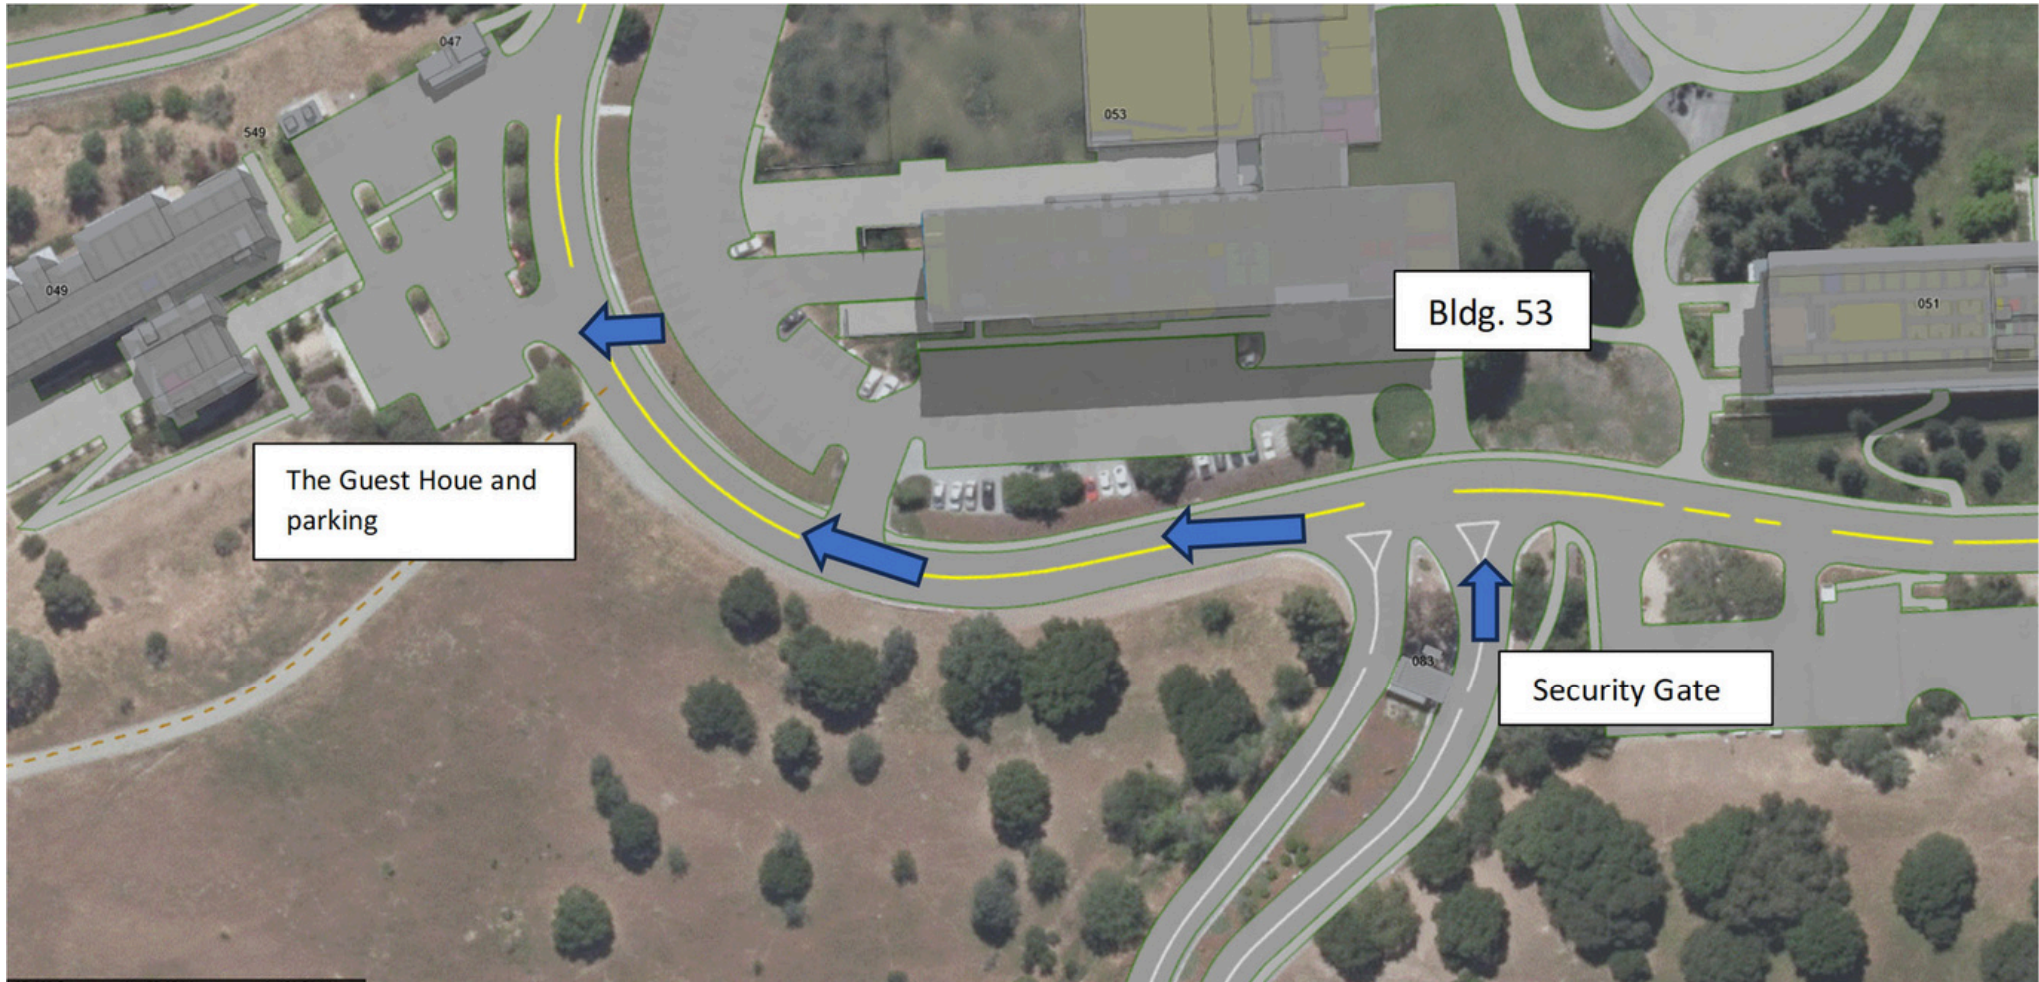 047
053
549
049
051
Bldg. 53
The Guest Houe and
parking
083
Security Gate